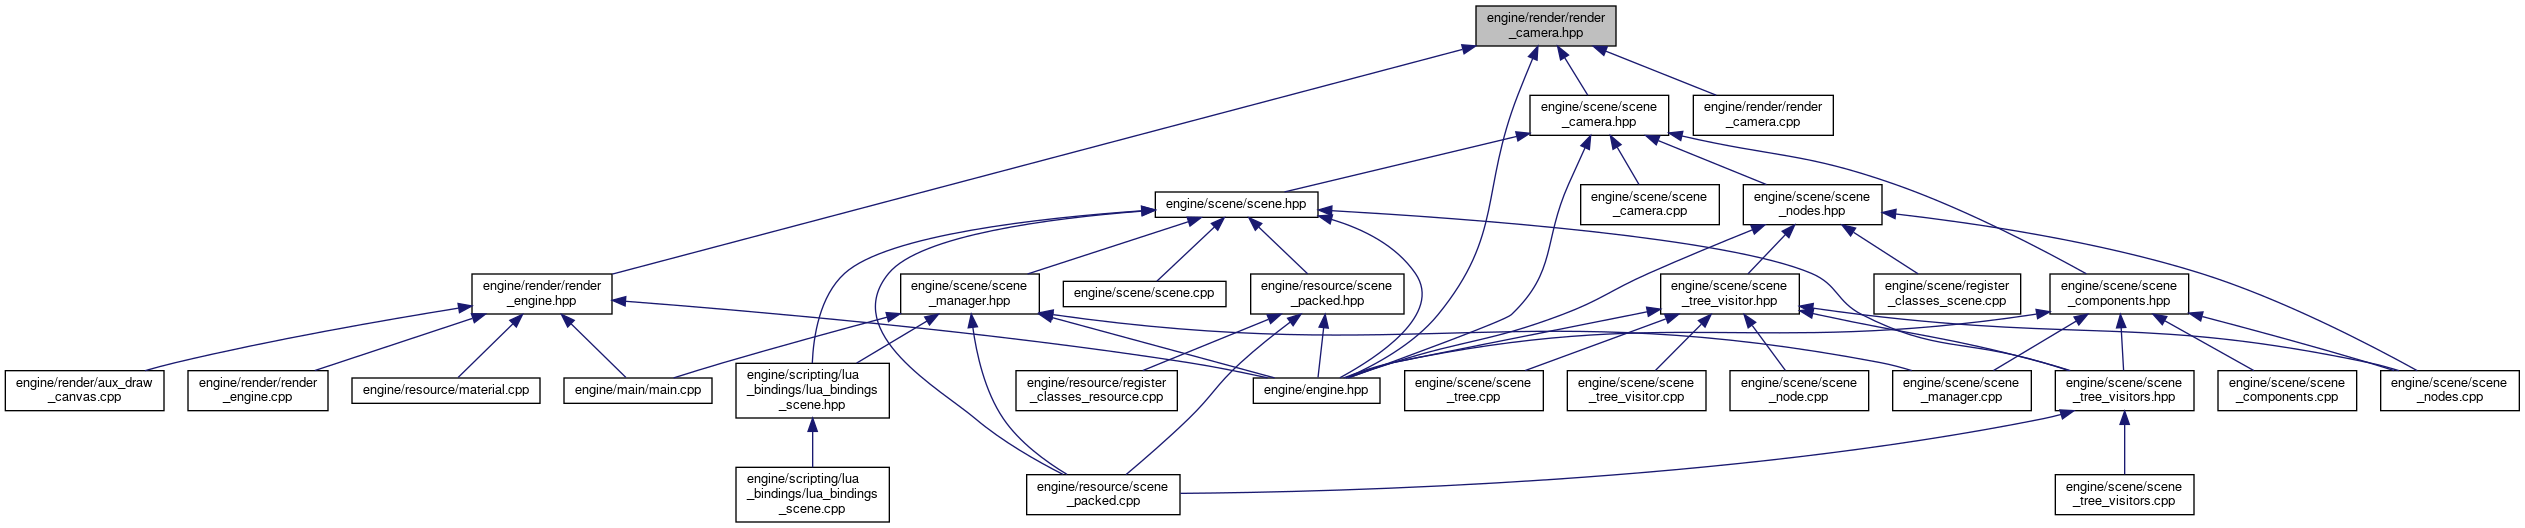 engine/render/render
_camera.hpp
engine/scene/scene
_camera.hpp
engine/render/render
_camera.cpp
engine/scene/scene.hpp
engine/scene/scene
_camera.cpp
engine/scene/scene
_nodes.hpp
engine/render/render
_engine.hpp
engine/scene/scene
_manager.hpp
engine/scene/scene.cpp
engine/resource/scene
_packed.hpp
engine/scene/scene
_tree_visitor.hpp
engine/scene/register
_classes_scene.cpp
engine/scene/scene
_components.hpp
engine/render/aux_draw
_canvas.cpp
engine/render/render
_engine.cpp
engine/resource/material.cpp
engine/main/main.cpp
engine/scripting/lua
_bindings/lua_bindings
_scene.hpp
engine/resource/register
_classes_resource.cpp
engine/engine.hpp
engine/scene/scene
_tree.cpp
engine/scene/scene
_tree_visitor.cpp
engine/scene/scene
_node.cpp
engine/scene/scene
_manager.cpp
engine/scene/scene
_tree_visitors.hpp
engine/scene/scene
_components.cpp
engine/scene/scene
_nodes.cpp
engine/scripting/lua
_bindings/lua_bindings
_scene.cpp
engine/resource/scene
_packed.cpp
engine/scene/scene
_tree_visitors.cpp